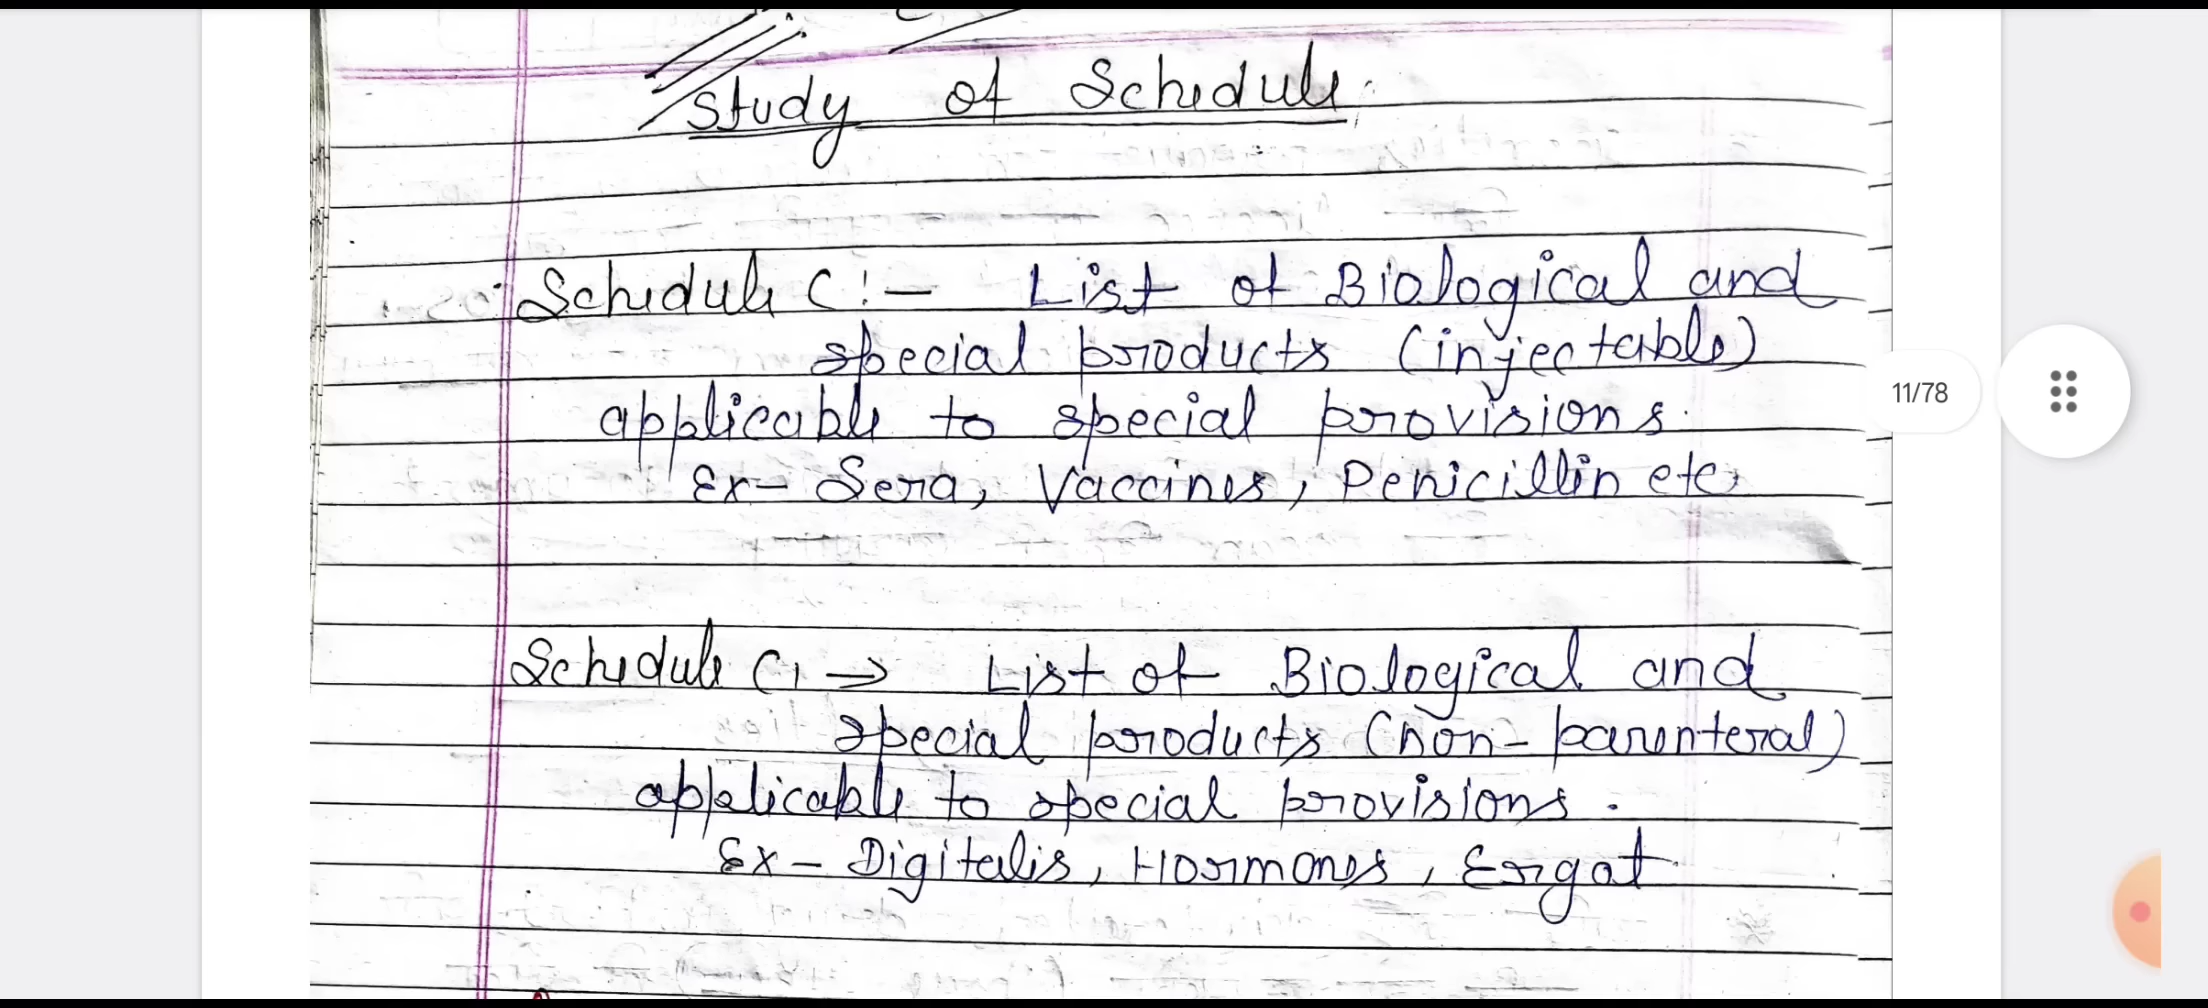 Study of Schedule
Schedule C :- List of Biological and
special products (injectable)
applicable to special provisions.
Ex- Sera, Vaccines, Penicillin etc.
11/78
Schedule C1 → List of Biological and
special products (non-parenteral)
applicable to special provisions.
Ex- Digitalis, Hormones, Ergot